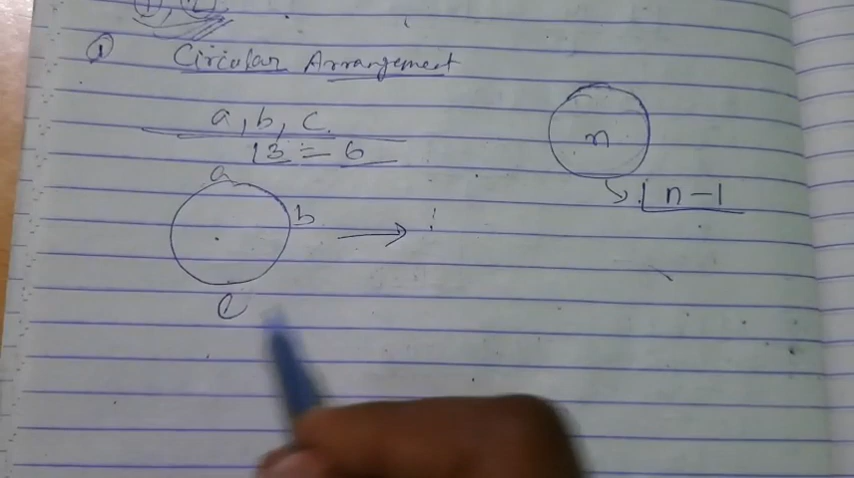 ① Circular Arrangement
a, b, c.
⌊3 = 6
n
⌊n-1
a
b
c